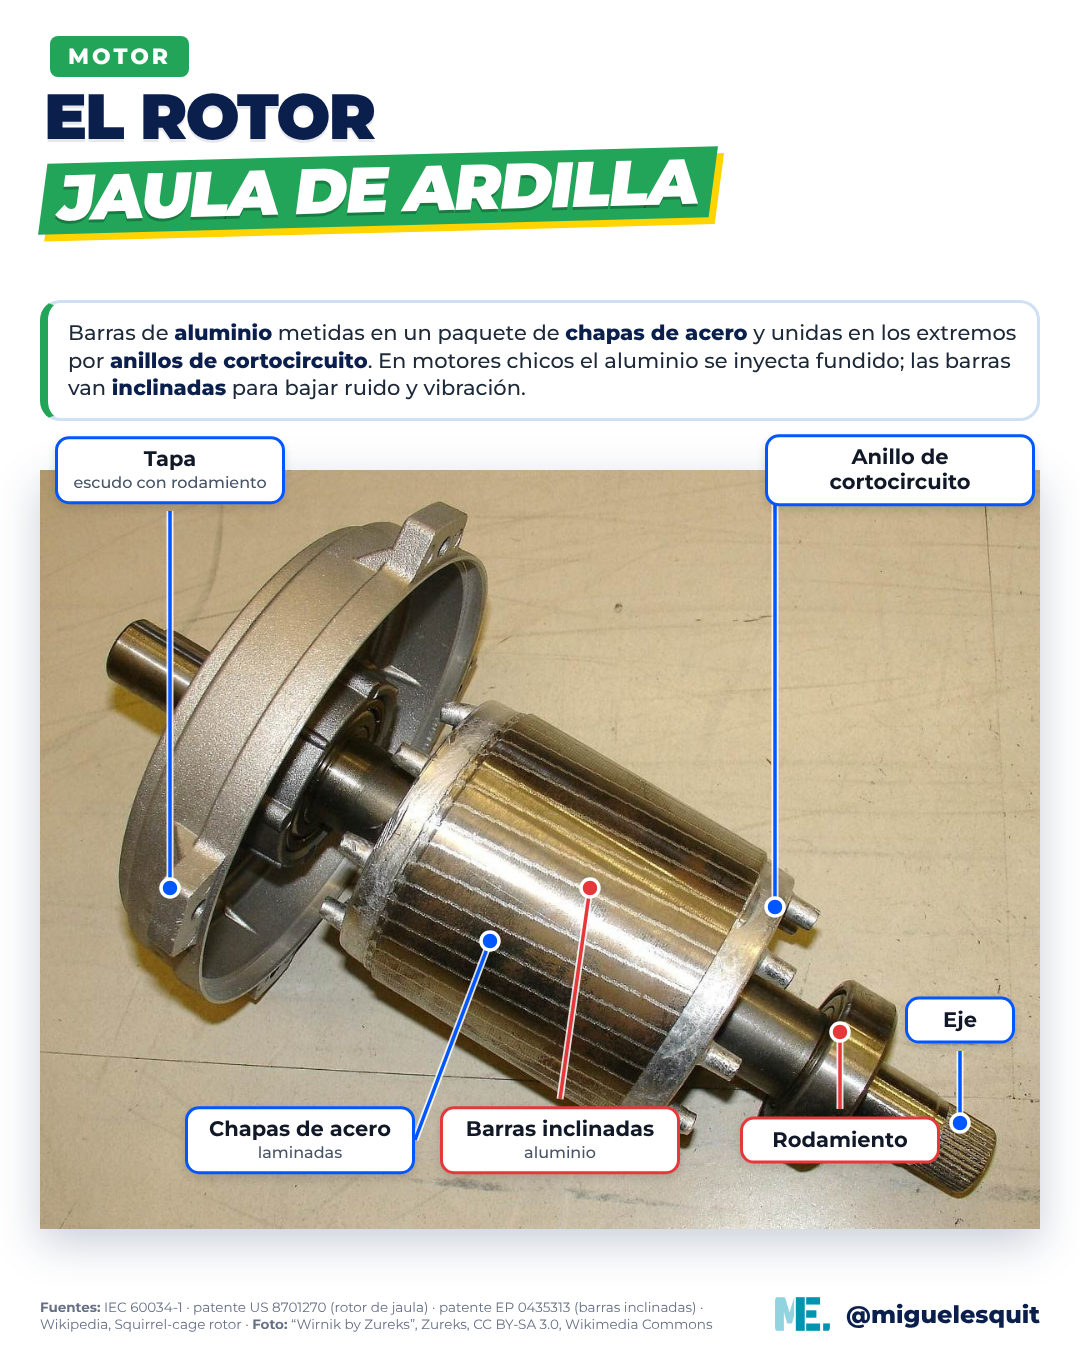 MOTOR
EL ROTOR
JAULA DE ARDILLA
Barras de aluminio metidas en un paquete de chapas de acero y unidas en los extremos
por anillos de cortocircuito. En motores chicos el aluminio se inyecta fundido; las barras
van inclinadas para bajar ruido y vibración.
Tapa
escudo con rodamiento
Anillo de
cortocircuito
Eje
Chapas de acero
laminadas
Barras inclinadas
aluminio
Rodamiento
Fuentes: IEC 60034-1 · patente US 8701270 (rotor de jaula) · patente EP 0435313 (barras inclinadas) ·
Wikipedia, Squirrel-cage rotor · Foto: “Wirnik by Zureks”, Zureks, CC BY-SA 3.0, Wikimedia Commons
ME.
@miguelesquit